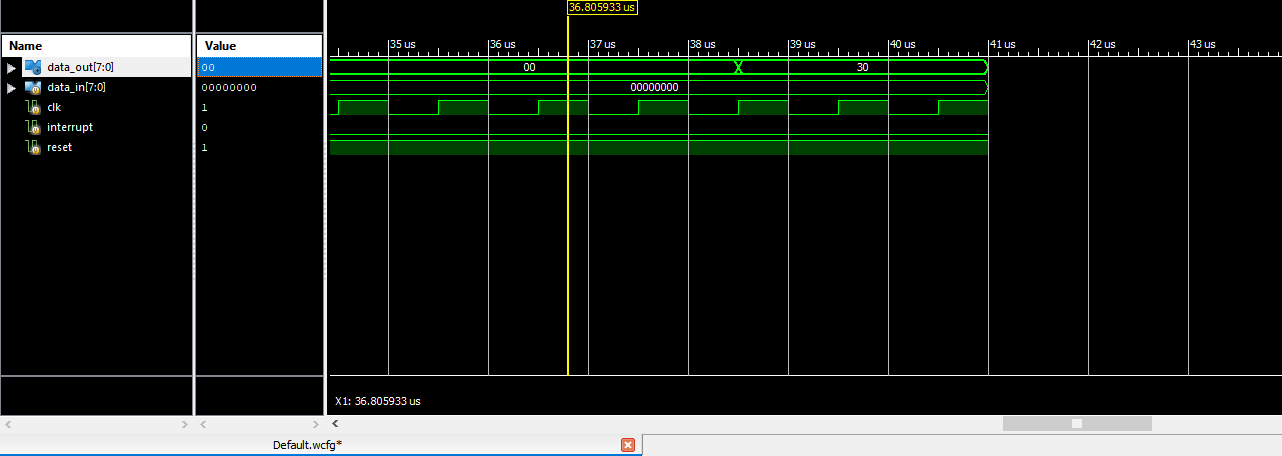 36.805933 us
Name Value
35 us 36 us 37 us 38 us 39 us 40 us 41 us 42 us 43 us
data_out[7:0] 00 00 30
data_in[7:0] 00000000 00000000
clk 1
interrupt 0
reset 1
X1: 36.805933 us
Default.wcfg*